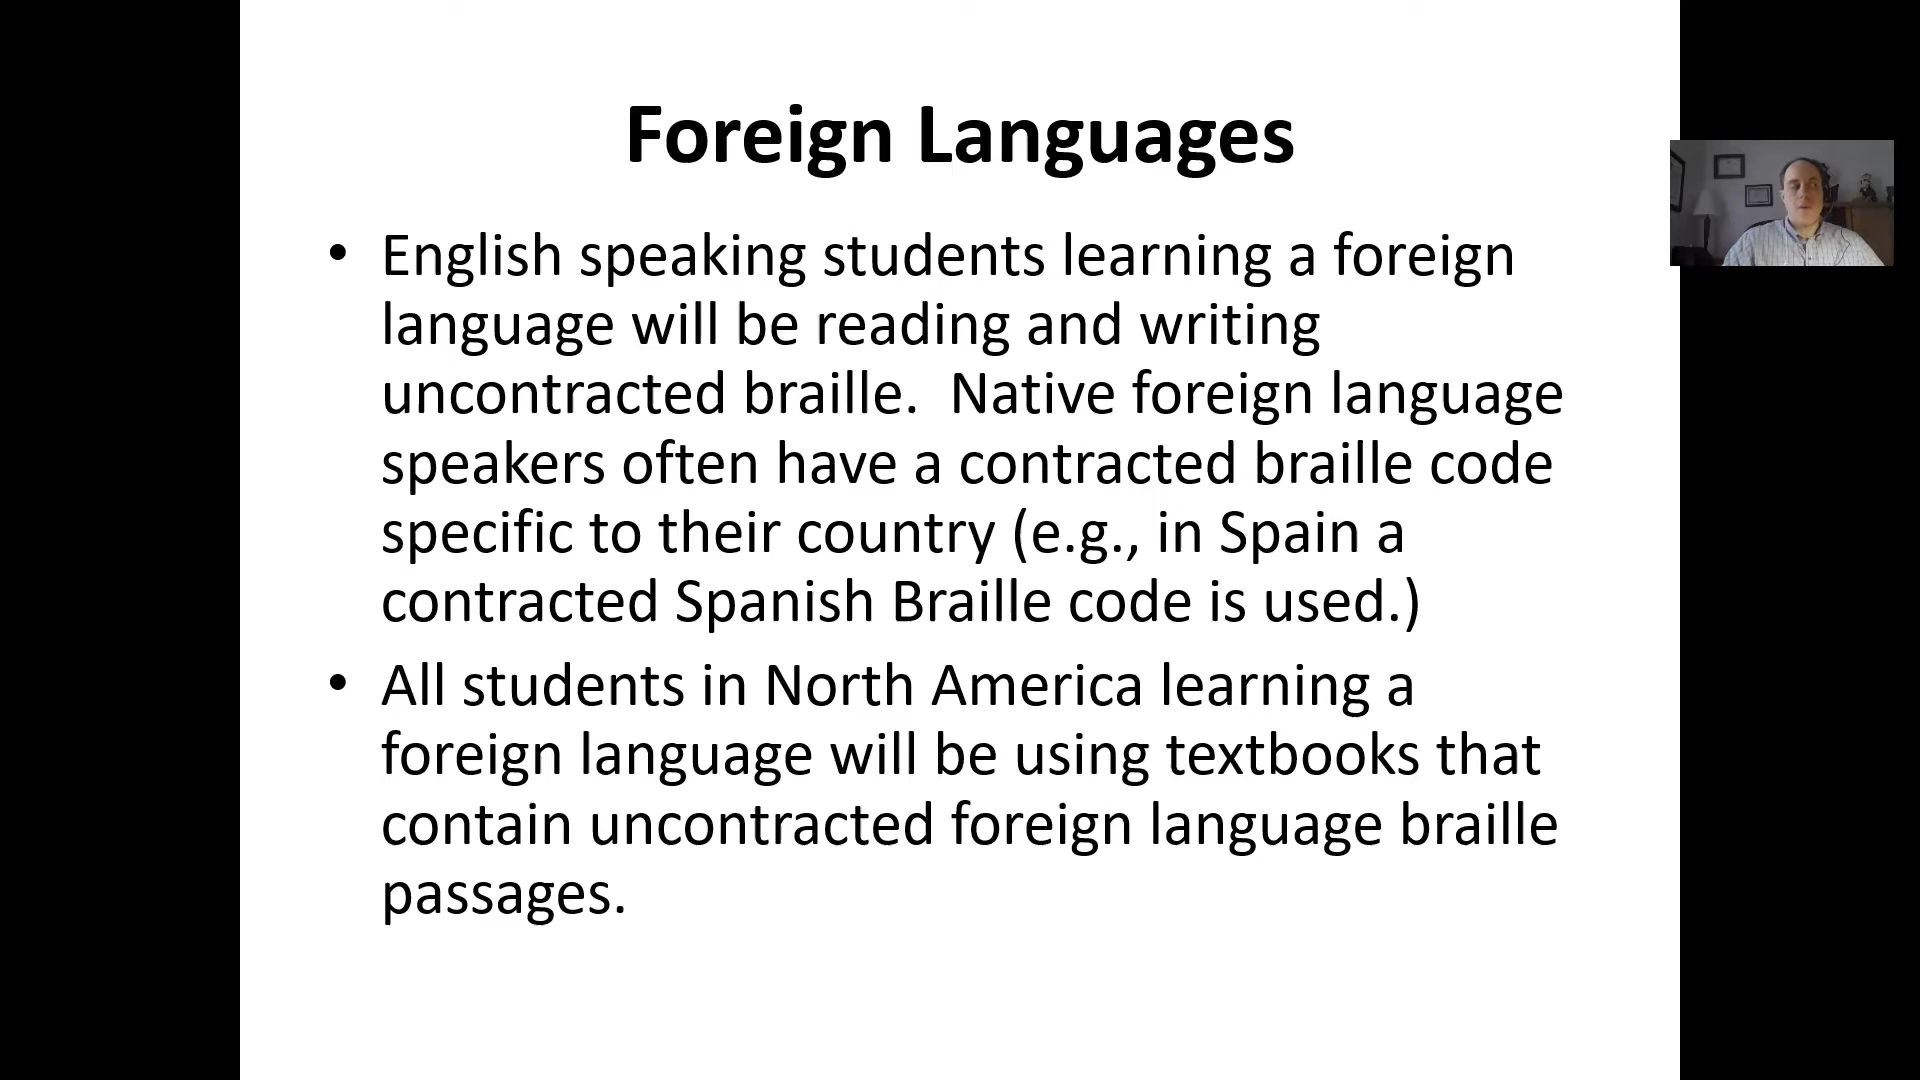 Foreign Languages
• English speaking students learning a foreign
language will be reading and writing
uncontracted braille.  Native foreign language
speakers often have a contracted braille code
specific to their country (e.g., in Spain a
contracted Spanish Braille code is used.)
• All students in North America learning a
foreign language will be using textbooks that
contain uncontracted foreign language braille
passages.